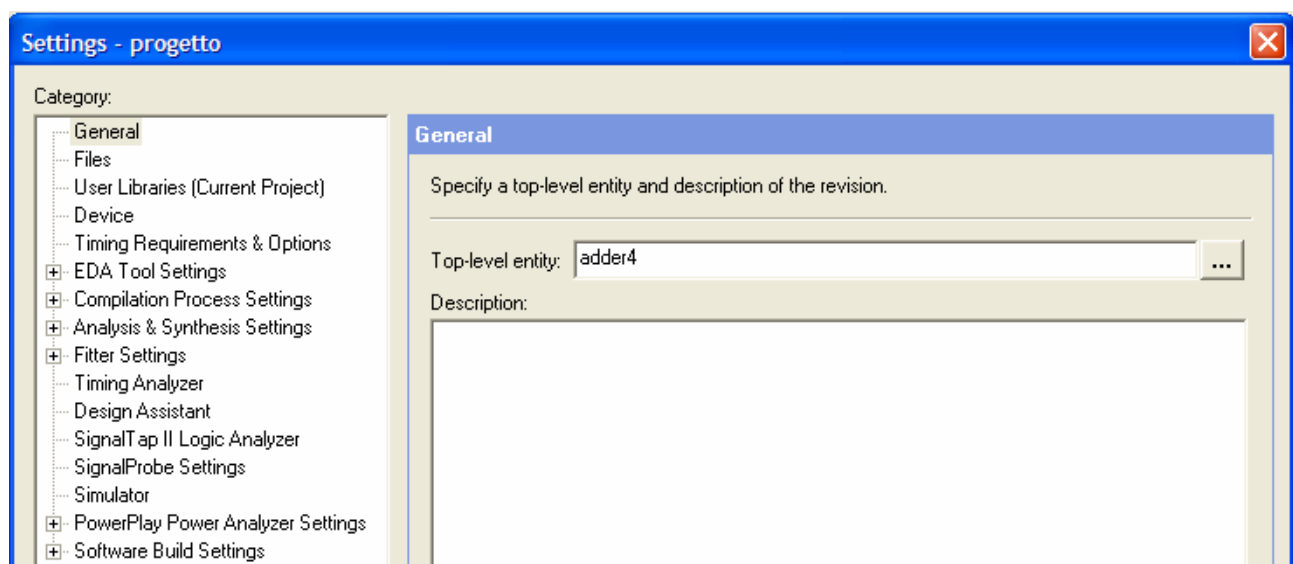 Settings - progetto
Category:
General
Files
User Libraries (Current Project)
Device
Timing Requirements & Options
EDA Tool Settings
Compilation Process Settings
Analysis & Synthesis Settings
Fitter Settings
Timing Analyzer
Design Assistant
SignalTap II Logic Analyzer
SignalProbe Settings
Simulator
PowerPlay Power Analyzer Settings
Software Build Settings
General
Specify a top-level entity and description of the revision.
Top-level entity: adder4 ...
Description: